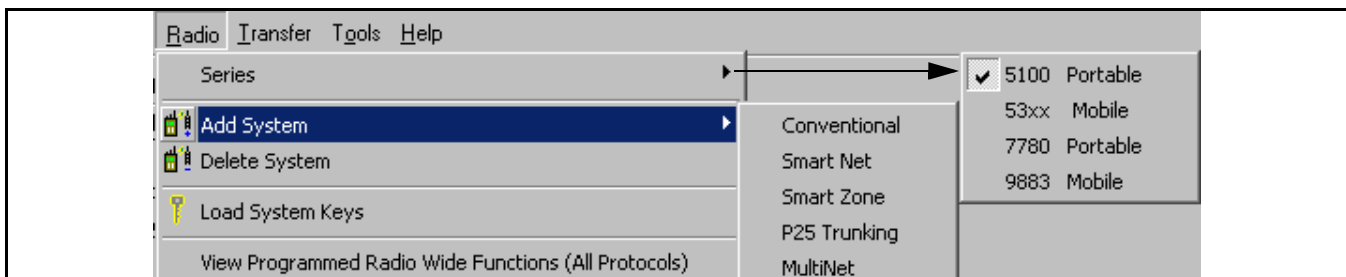 Radio Transfer Tools Help
Series
Add System
Delete System
Load System Keys
View Programmed Radio Wide Functions (All Protocols)
Conventional
Smart Net
Smart Zone
P25 Trunking
MultiNet
5100 Portable
53xx Mobile
7780 Portable
9883 Mobile